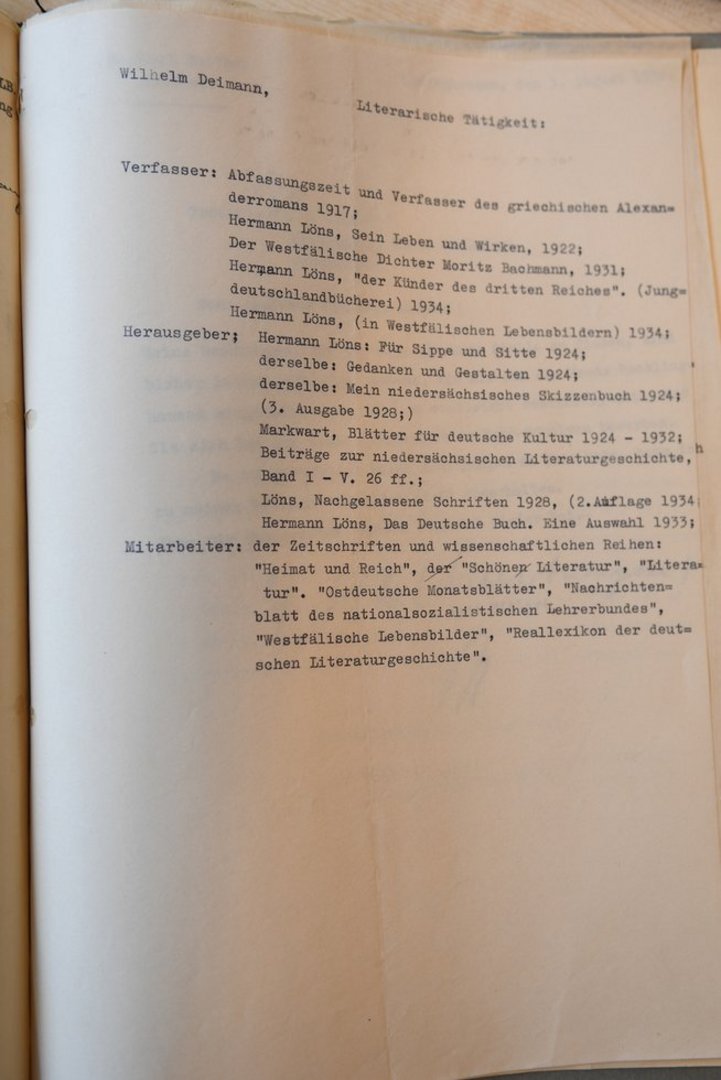 Wilhelm Deimann,
Literarische Tätigkeit:
Verfasser: Abfassungszeit und Verfasser des griechischen Alexan=
derromans 1917;
Hermann Löns, Sein Leben und Wirken, 1922;
Der Westfälische Dichter Moritz Bachmann, 1931;
Hermann Löns, "der Künder des dritten Reiches". (Jung=
deutschlandbücherei) 1934;
Hermann Löns, (in Westfälischen Lebensbildern) 1934;
Herausgeber; Hermann Löns: Für Sippe und Sitte 1924;
derselbe: Gedanken und Gestalten 1924;
derselbe: Mein niedersächsisches Skizzenbuch 1924;
(3. Ausgabe 1928;)
Markwart, Blätter für deutsche Kultur 1924 - 1932;
Beiträge zur niedersächsischen Literaturgeschichte,
Band I - V. 26 ff.;
Löns, Nachgelassene Schriften 1928, (2.Auflage 1934
Hermann Löns, Das Deutsche Buch. Eine Auswahl 1933;
Mitarbeiter: der Zeitschriften und wissenschaftlichen Reihen:
"Heimat und Reich", der "Schönen Literatur", "Litera=
tur". "Ostdeutsche Monatsblätter", "Nachrichten=
blatt des nationalsozialistischen Lehrerbundes",
"Westfälische Lebensbilder", "Reallexikon der deut=
schen Literaturgeschichte".